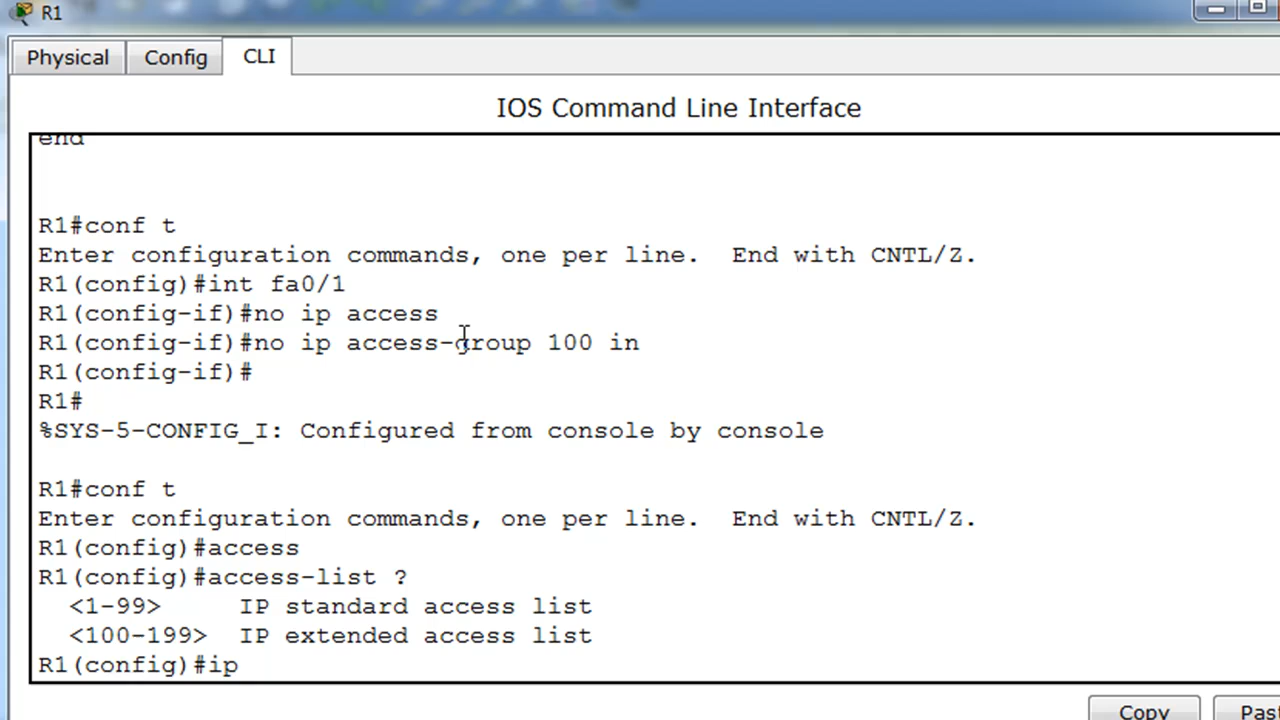 R1
Physical
Config
CLI
IOS Command Line Interface
end
R1#conf t
Enter configuration commands, one per line.  End with CNTL/Z.
R1(config)#int fa0/1
R1(config-if)#no ip access
R1(config-if)#no ip access-group 100 in
R1(config-if)#
R1#
%SYS-5-CONFIG_I: Configured from console by console
R1#conf t
Enter configuration commands, one per line.  End with CNTL/Z.
R1(config)#access
R1(config)#access-list ?
  <1-99>     IP standard access list
  <100-199>  IP extended access list
R1(config)#ip
Copy
Past